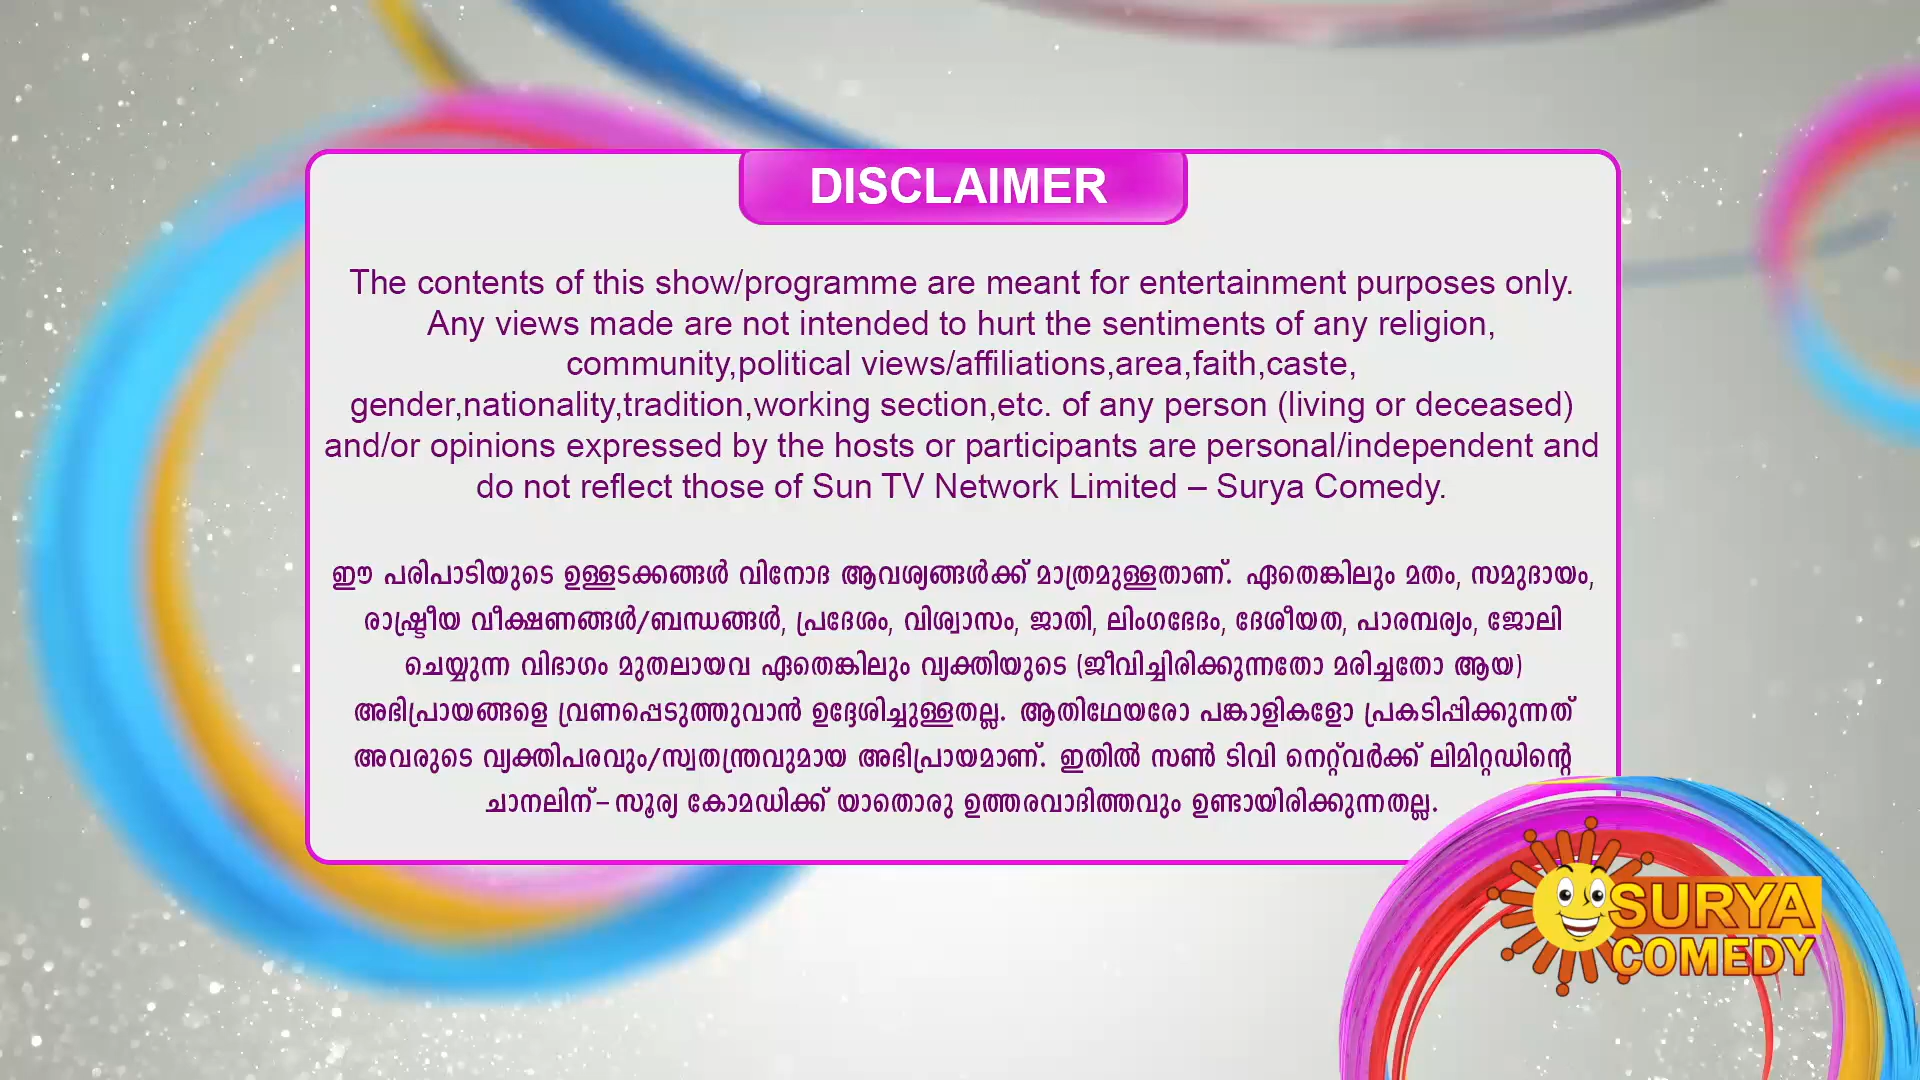 DISCLAIMER
The contents of this show/programme are meant for entertainment purposes only.
Any views made are not intended to hurt the sentiments of any religion,
community,political views/affiliations,area,faith,caste,
gender,nationality,tradition,working section,etc. of any person (living or deceased)
and/or opinions expressed by the hosts or participants are personal/independent and
do not reflect those of Sun TV Network Limited – Surya Comedy.
ഈ പരിപാടിയുടെ ഉള്ളടക്കങ്ങൾ വിനോദ ആവശ്യങ്ങൾക്ക് മാത്രമുള്ളതാണ്. ഏതെങ്കിലും മതം, സമുദായം,
രാഷ്ട്രീയ വീക്ഷണങ്ങൾ/ബന്ധങ്ങൾ, പ്രദേശം, വിശ്വാസം, ജാതി, ലിംഗഭേദം, ദേശീയത, പാരമ്പര്യം, ജോലി
ചെയ്യുന്ന വിഭാഗം മുതലായവ ഏതെങ്കിലും വ്യക്തിയുടെ (ജീവിച്ചിരിക്കുന്നതോ മരിച്ചതോ ആയ)
അഭിപ്രായങ്ങളെ വ്രണപ്പെടുത്തുവാൻ ഉദ്ദേശിച്ചുള്ളതല്ല. ആതിഥേയരോ പങ്കാളികളോ പ്രകടിപ്പിക്കുന്നത്
അവരുടെ വ്യക്തിപരവും/സ്വതന്ത്രവുമായ അഭിപ്രായമാണ്. ഇതിൽ സൺ ടിവി നെറ്റ്‌വർക്ക് ലിമിറ്റഡിന്റെ
ചാനലിന്–സൂര്യ കോമഡിക്ക് യാതൊരു ഉത്തരവാദിത്തവും ഉണ്ടായിരിക്കുന്നതല്ല.
SURYA
COMEDY